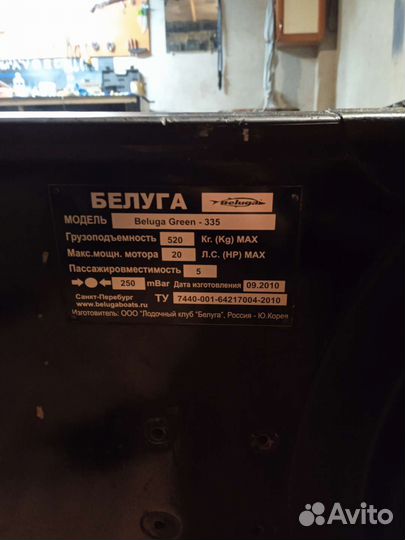 БЕЛУГА Beluga
МОДЕЛЬ Beluga Green - 335
Грузоподъемность 520 Кг. (Kg) MAX
Макс.мощн. мотора 20 Л.С. (HP) MAX
Пассажировместимость 5
250 mBar Дата изготовления 09.2010
Санкт-Перебург
www.belugaboats.ru ТУ 7440-001-64217004-2010
Изготовитель: ООО "Лодочный клуб "Белуга", Россия - Ю.Корея
Avito